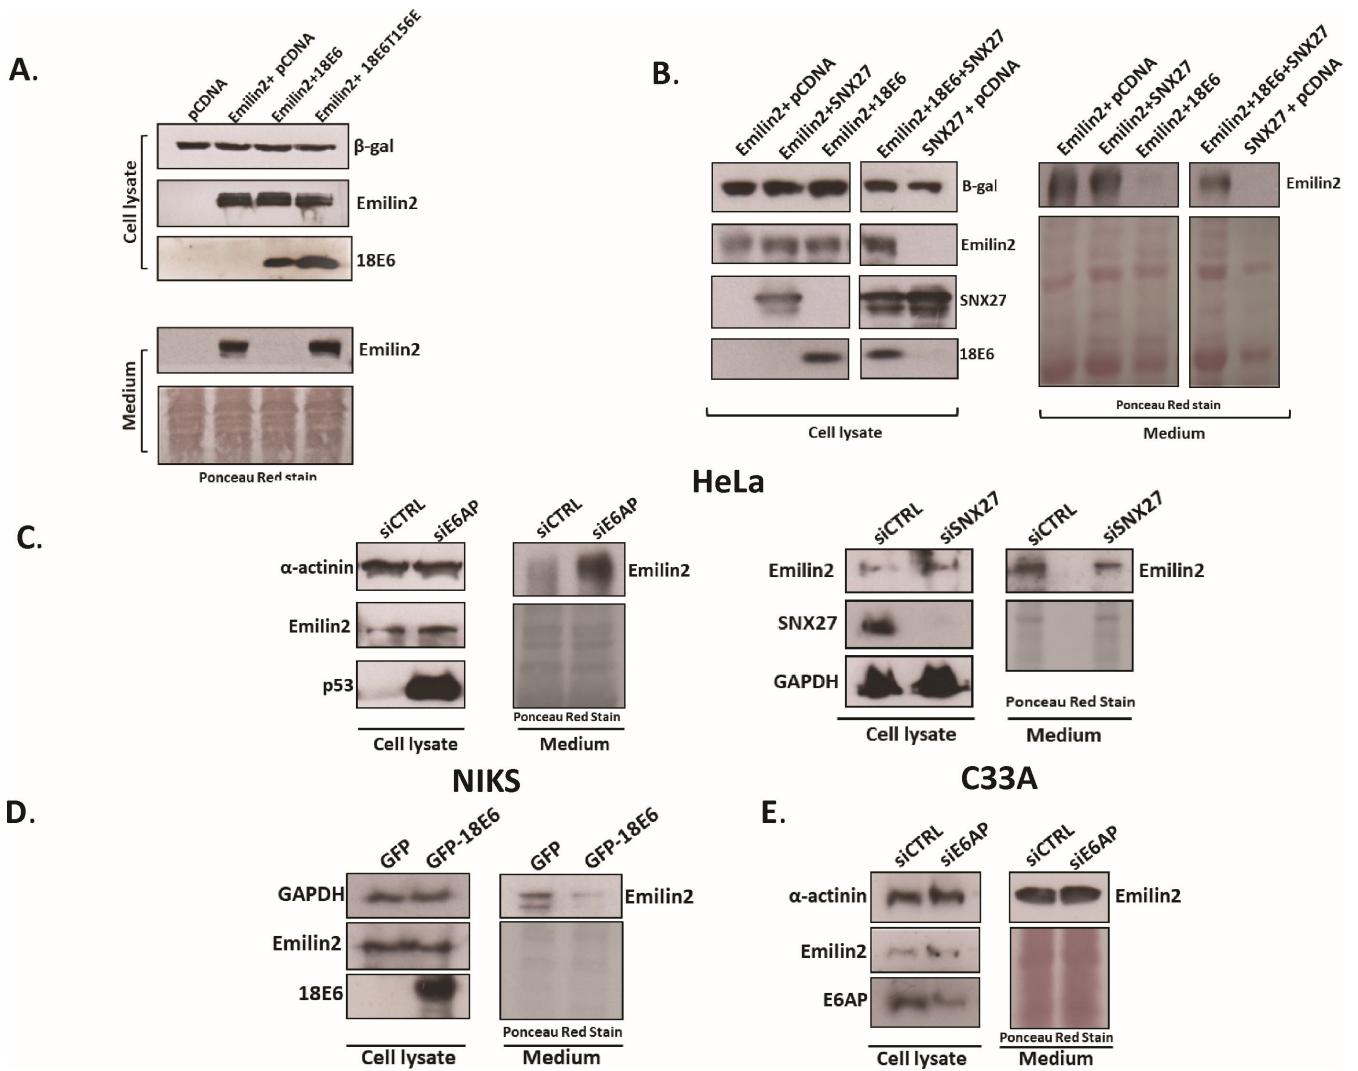 A.
pCDNA
Emilin2+ pCDNA
Emilin2+18E6
Emilin2+ 18E6T156E
Cell lysate
β-gal
Emilin2
18E6
Medium
Emilin2
Ponceau Red stain
B.
Emilin2+ pCDNA
Emilin2+SNX27
Emilin2+18E6
Emilin2+18E6+SNX27
SNX27 + pCDNA
B-gal
Emilin2
SNX27
18E6
Cell lysate
Emilin2+ pCDNA
Emilin2+SNX27
Emilin2+18E6
Emilin2+18E6+SNX27
SNX27 + pCDNA
Emilin2
Ponceau Red stain
Medium
HeLa
C.
siCTRL
siE6AP
α-actinin
Emilin2
p53
Cell lysate
siCTRL
siE6AP
Emilin2
Ponceau Red Stain
Medium
siCTRL
siSNX27
Emilin2
SNX27
GAPDH
Cell lysate
siCTRL
siSNX27
Emilin2
Ponceau Red Stain
Medium
NIKS
D.
GFP
GFP-18E6
GAPDH
Emilin2
18E6
Cell lysate
GFP
GFP-18E6
Emilin2
Ponceau Red Stain
Medium
C33A
E.
siCTRL
siE6AP
α-actinin
Emilin2
E6AP
Cell lysate
siCTRL
siE6AP
Emilin2
Ponceau Red Stain
Medium